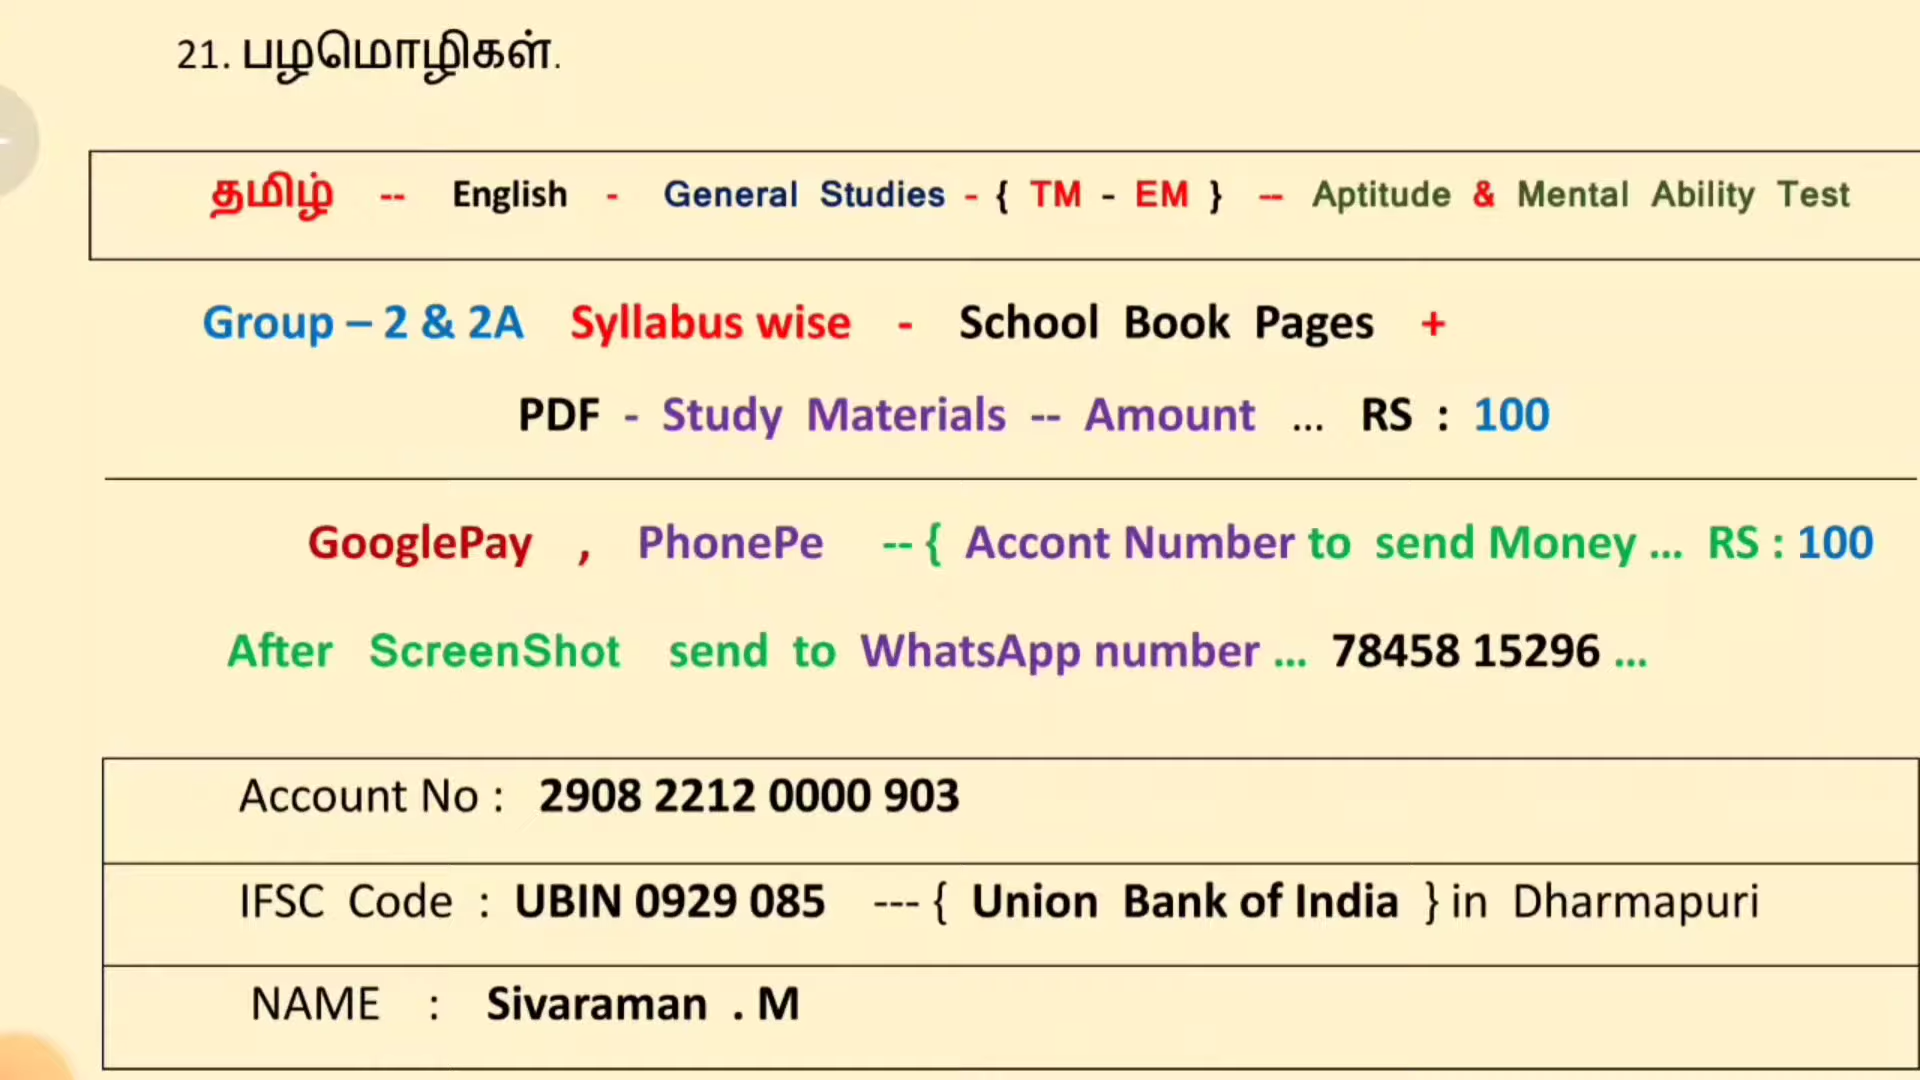 21. பழமொழிகள்.
தமிழ் -- English - General Studies - { TM - EM } -- Aptitude & Mental Ability Test
Group – 2 & 2A Syllabus wise - School Book Pages +
PDF - Study Materials -- Amount ... RS : 100
GooglePay , PhonePe -- { Accont Number to send Money ... RS : 100
After ScreenShot send to WhatsApp number ... 78458 15296 ...
Account No : 2908 2212 0000 903
IFSC Code : UBIN 0929 085 --- { Union Bank of India } in Dharmapuri
NAME : Sivaraman . M